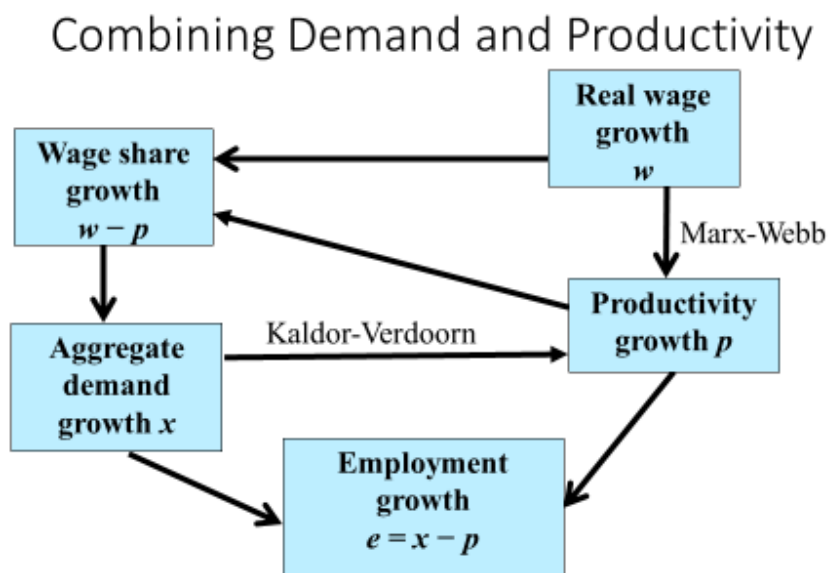 Combining Demand and Productivity
Real wage
growth
w
Wage share
growth
w − p
Marx-Webb
Productivity
growth p
Kaldor-Verdoorn
Aggregate
demand
growth x
Employment
growth
e = x − p